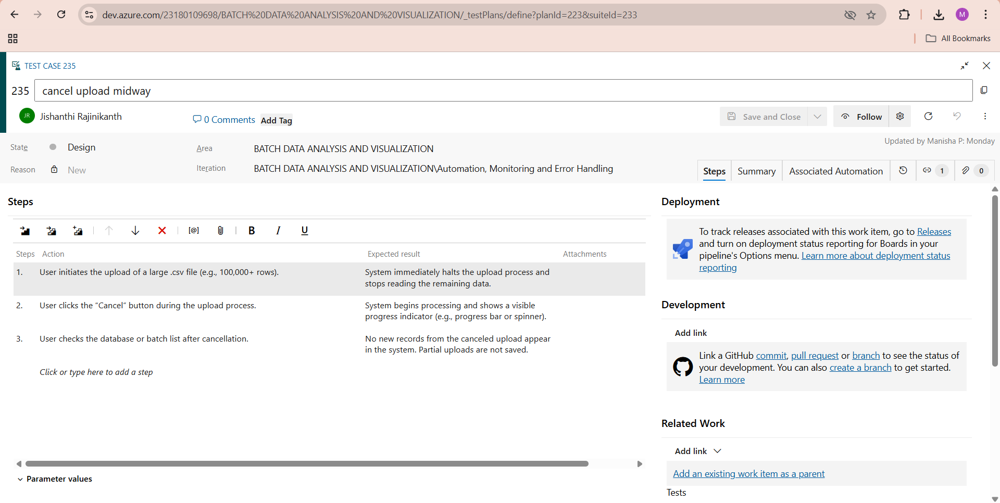 dev.azure.com/23180109698/BATCH%20DATA%20ANALYSIS%20AND%20VISUALIZATION/_testPlans/define?planId=223&suiteId=233
M
All Bookmarks
TEST CASE 235
235 cancel upload midway
JR Jishanthi Rajinikanth
0 Comments Add Tag
Save and Close
Follow
State Design
Area BATCH DATA ANALYSIS AND VISUALIZATION
Updated by Manisha P: Monday
Reason New
Iteration BATCH DATA ANALYSIS AND VISUALIZATION\Automation, Monitoring and Error Handling
Steps Summary Associated Automation 1 0
Steps
[@] B I U
Steps Action Expected result Attachments
1. User initiates the upload of a large .csv file (e.g., 100,000+ rows).
System immediately halts the upload process and
stops reading the remaining data.
2. User clicks the “Cancel” button during the upload process.
System begins processing and shows a visible
progress indicator (e.g., progress bar or spinner).
3. User checks the database or batch list after cancellation.
No new records from the canceled upload appear
in the system. Partial uploads are not saved.
Click or type here to add a step
Parameter values
Deployment
To track releases associated with this work item, go to Releases
and turn on deployment status reporting for Boards in your
pipeline's Options menu. Learn more about deployment status
reporting
Development
Add link
Link a GitHub commit, pull request or branch to see the status of
your development. You can also create a branch to get started.
Learn more
Related Work
Add link
Add an existing work item as a parent
Tests